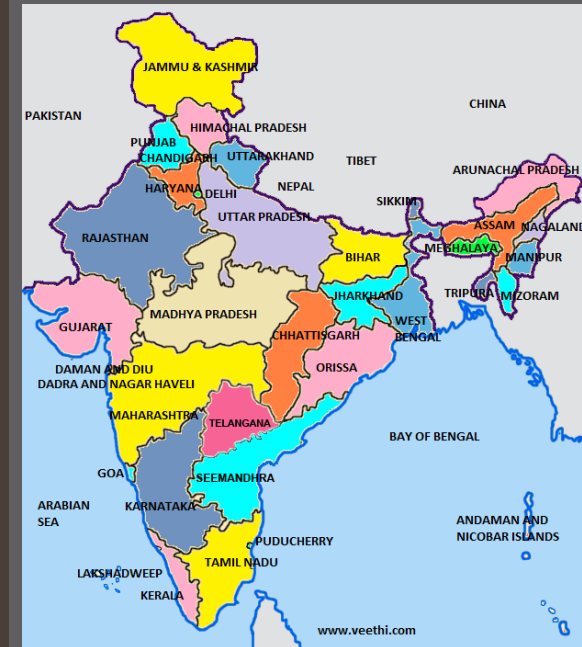 JAMMU & KASHMIR
PAKISTAN
CHINA
HIMACHAL PRADESH
PUNJAB
CHANDIGARH
UTTARAKHAND
TIBET
ARUNACHAL PRADESH
HARYANA
DELHI
NEPAL
SIKKIM
UTTAR PRADESH
ASSAM
NAGALAND
RAJASTHAN
MEGHALAYA
BIHAR
MANIPUR
JHARKHAND
TRIPURA
MIZORAM
GUJARAT
MADHYA PRADESH
WEST
BENGAL
CHHATTISGARH
DAMAN AND DIU
DADRA AND NAGAR HAVELI
ORISSA
MAHARASHTRA
TELANGANA
BAY OF BENGAL
GOA
SEEMANDHRA
ARABIAN
SEA
KARNATAKA
ANDAMAN AND
NICOBAR ISLANDS
PUDUCHERRY
TAMIL NADU
LAKSHADWEEP
KERALA
www.veethi.com